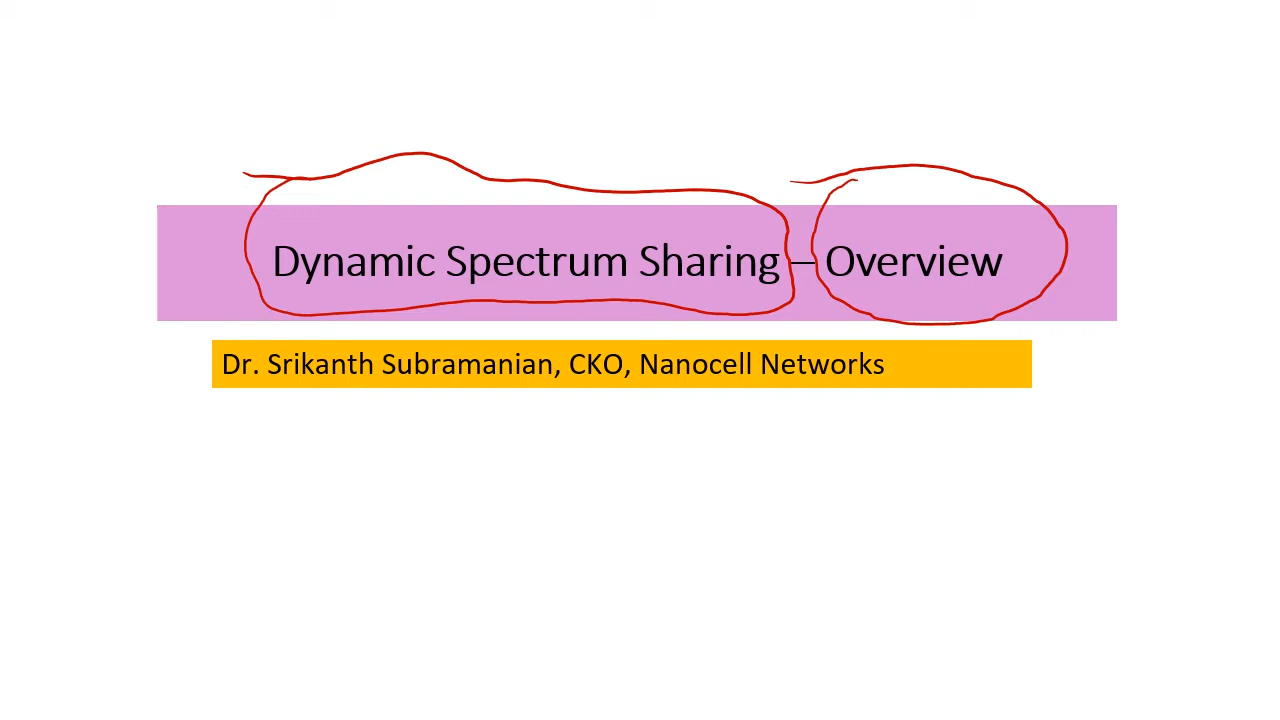 Dynamic Spectrum Sharing – Overview
Dr. Srikanth Subramanian, CKO, Nanocell Networks